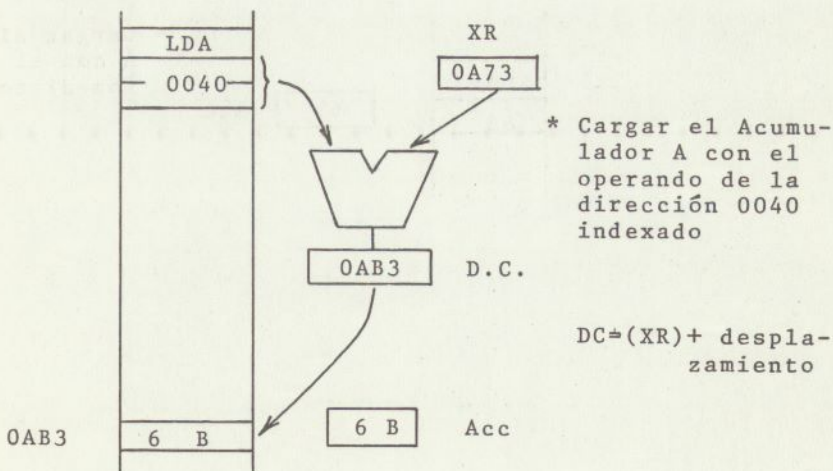 LDA
0040
XR
0A73
* Cargar el Acumu-
lador A con el
operando de la
dirección 0040
indexado
0AB3 D.C.
DC=(XR)+ despla-
zamiento
0AB3 6 B
6 B Acc